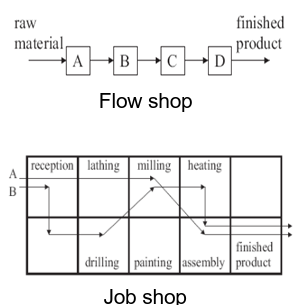 raw
material
finished
product
A B C D
Flow shop
reception lathing milling heating
A
B
drilling painting assembly finished
product
Job shop